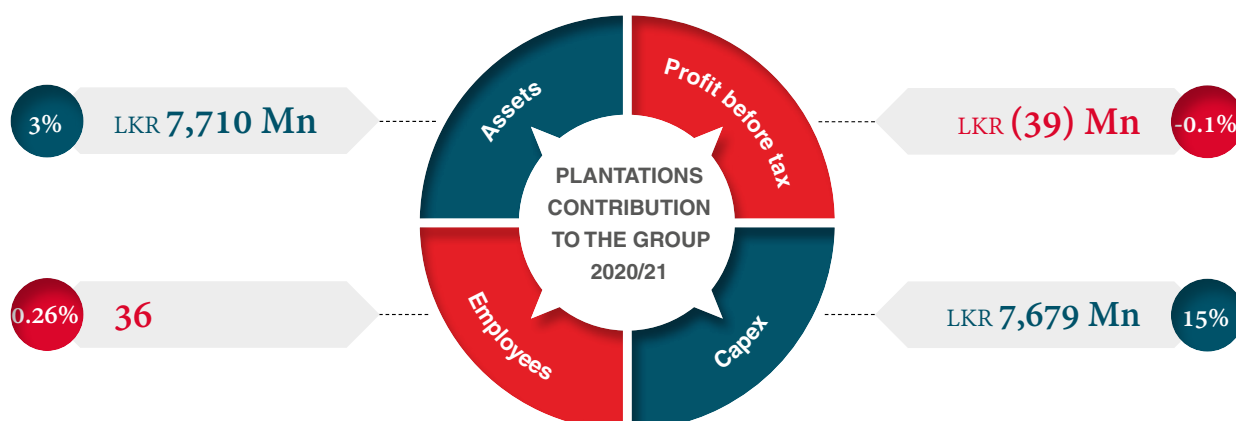 3%
LKR 7,710 Mn
Assets
Profit before tax
LKR (39) Mn
-0.1%
PLANTATIONS
CONTRIBUTION
TO THE GROUP
2020/21
0.26%
36
Employees
Capex
LKR 7,679 Mn
15%